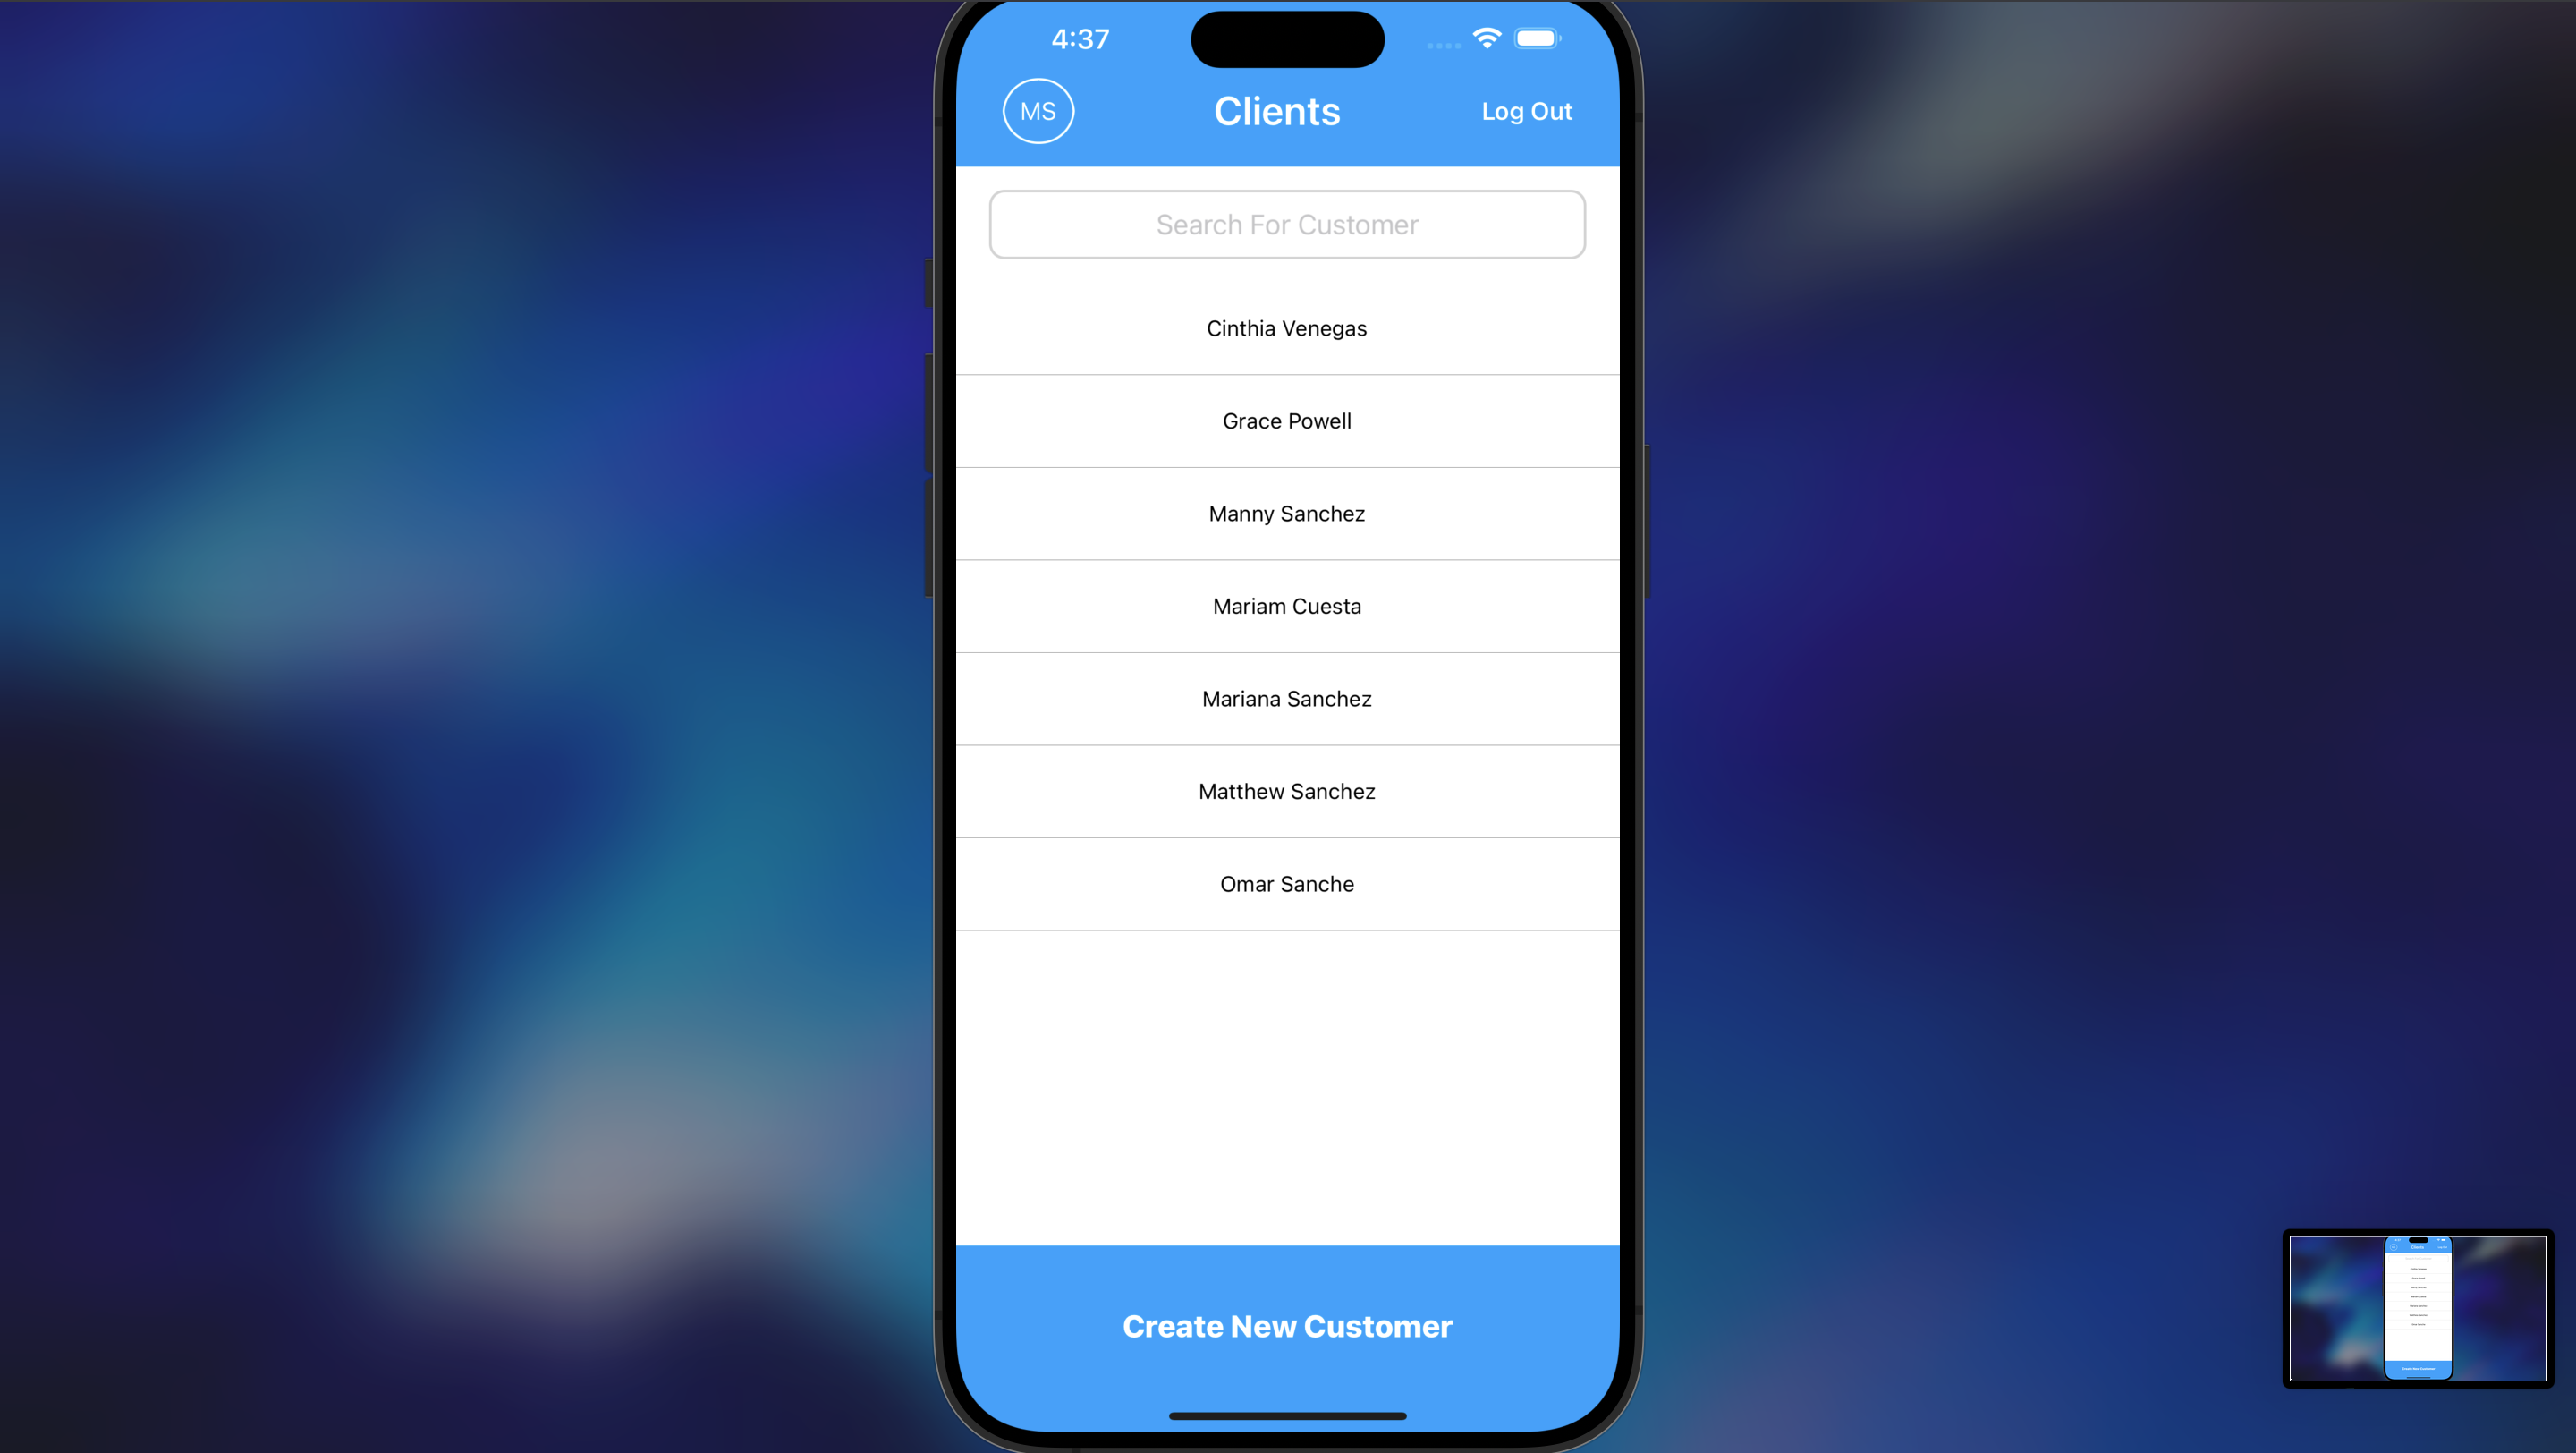 4:37
MS
Clients
Log Out
Search For Customer
Cinthia Venegas
Grace Powell
Manny Sanchez
Mariam Cuesta
Mariana Sanchez
Matthew Sanchez
Omar Sanche
Create New Customer